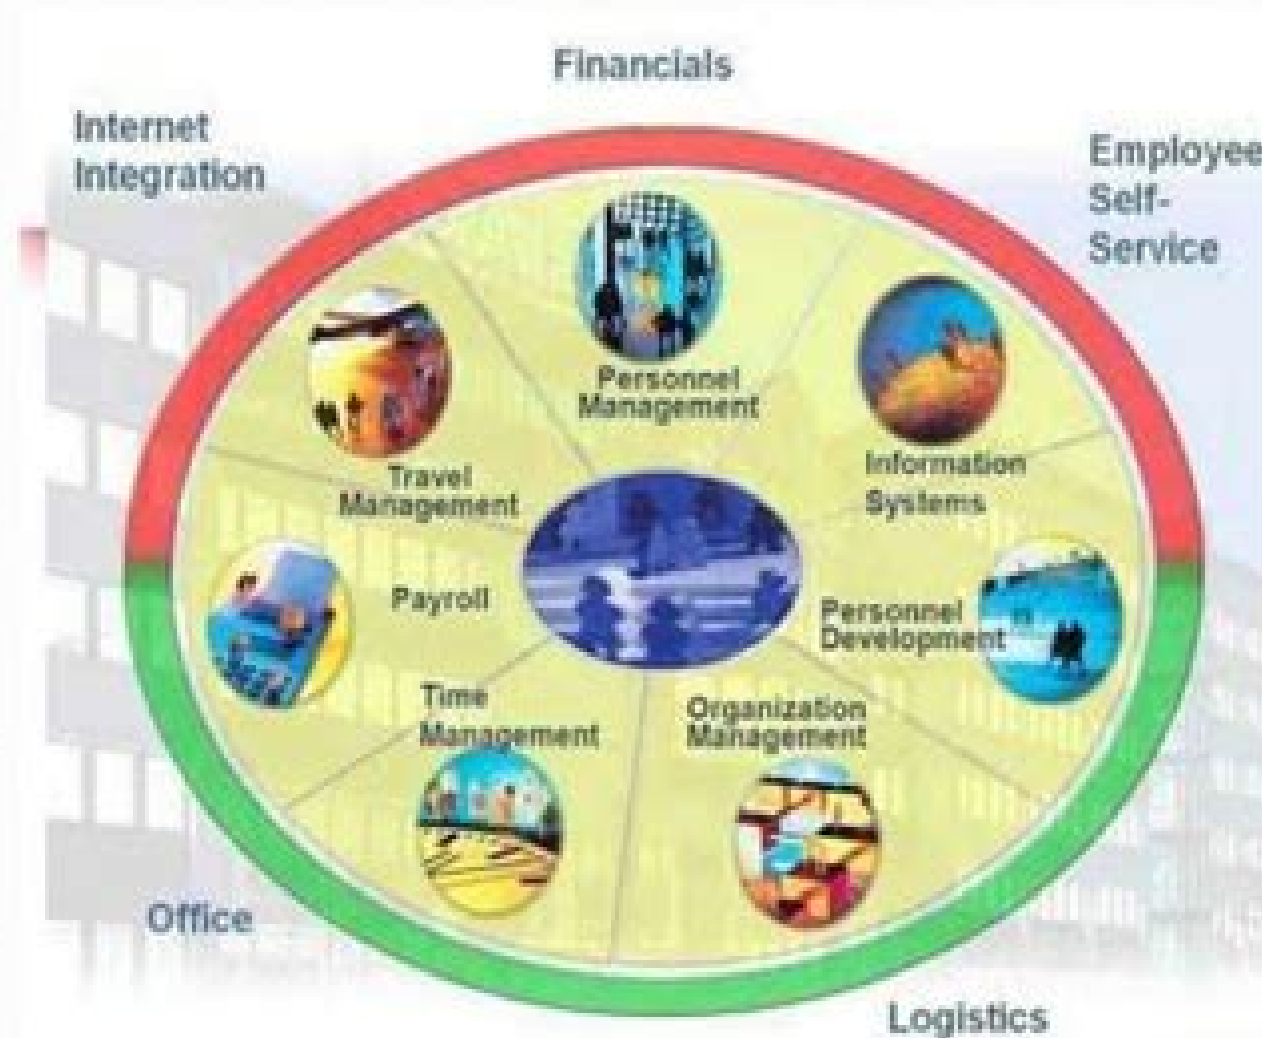 Financials
Internet
Integration
Employee
Self-
Service
Personnel
Management
Information
Systems
Travel
Management
Payroll
Personnel
Development
Time
Management
Organization
Management
Office
Logistics